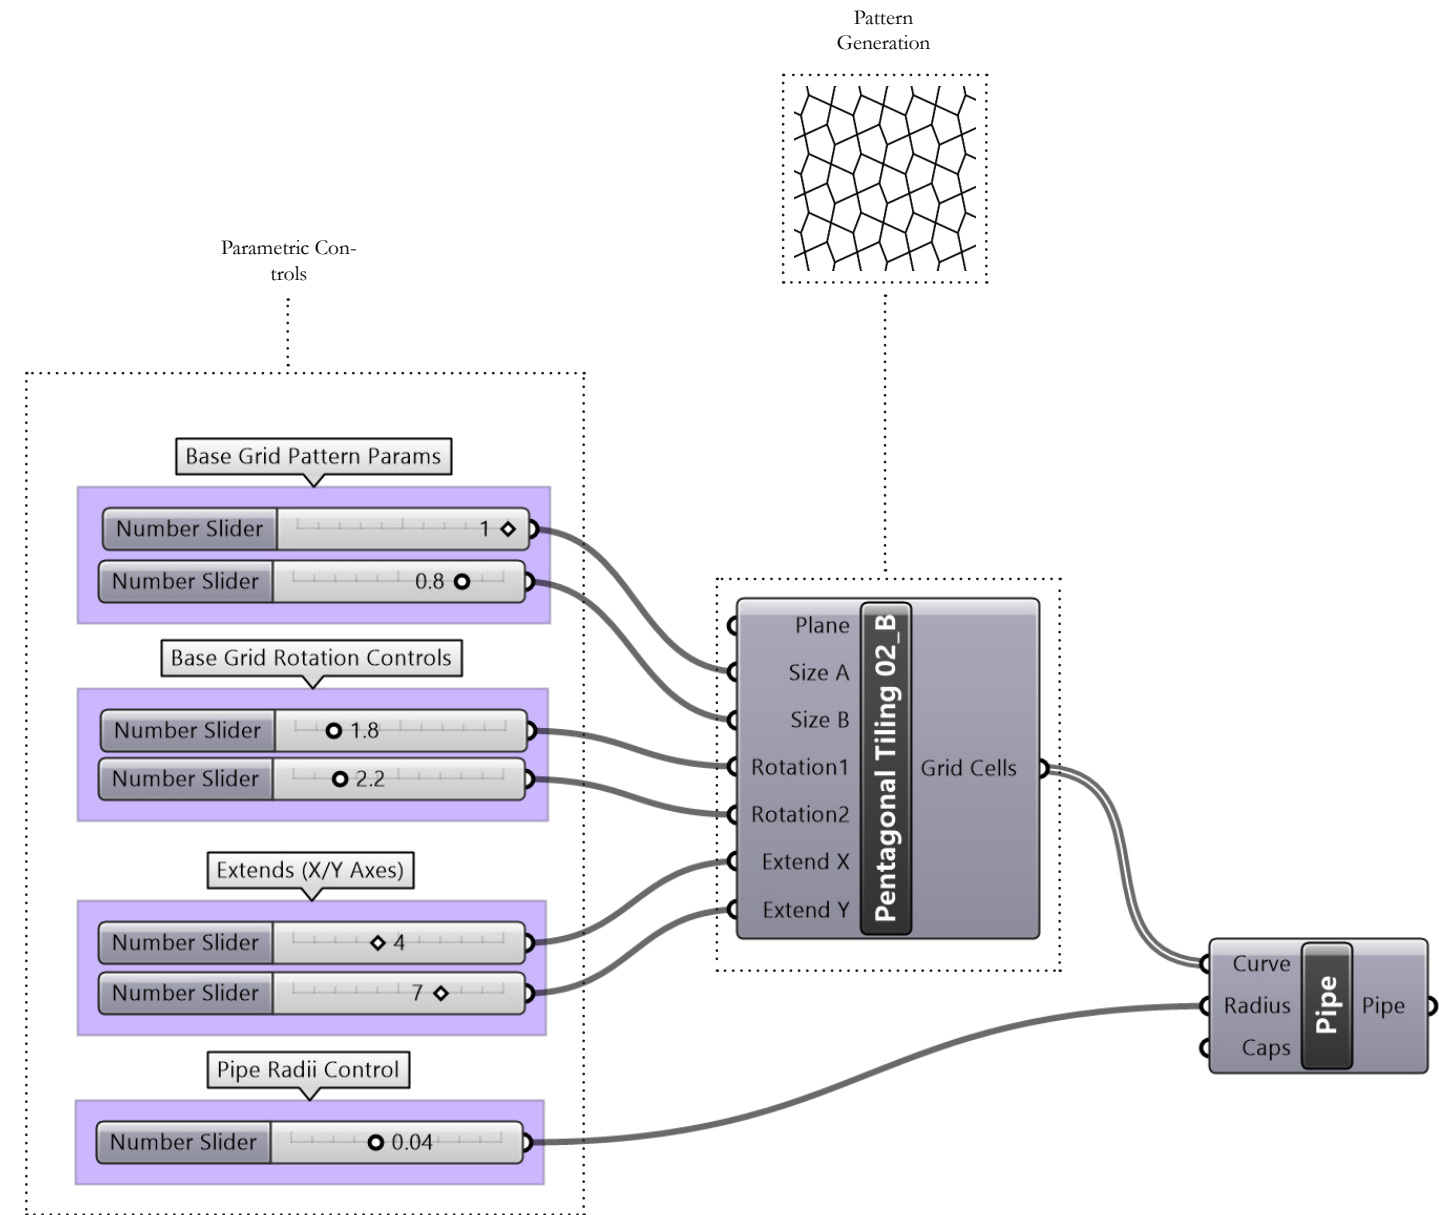 Pattern
Generation
Parametric Con-
trols
Base Grid Pattern Params
Number Slider 1
Number Slider 0.8
Base Grid Rotation Controls
Number Slider 1.8
Number Slider 2.2
Extends (X/Y Axes)
Number Slider 4
Number Slider 7
Pipe Radii Control
Number Slider 0.04
Plane
Size A
Size B
Rotation1
Rotation2
Extend X
Extend Y
Pentagonal Tiling 02_B
Grid Cells
Curve
Radius
Caps
Pipe
Pipe